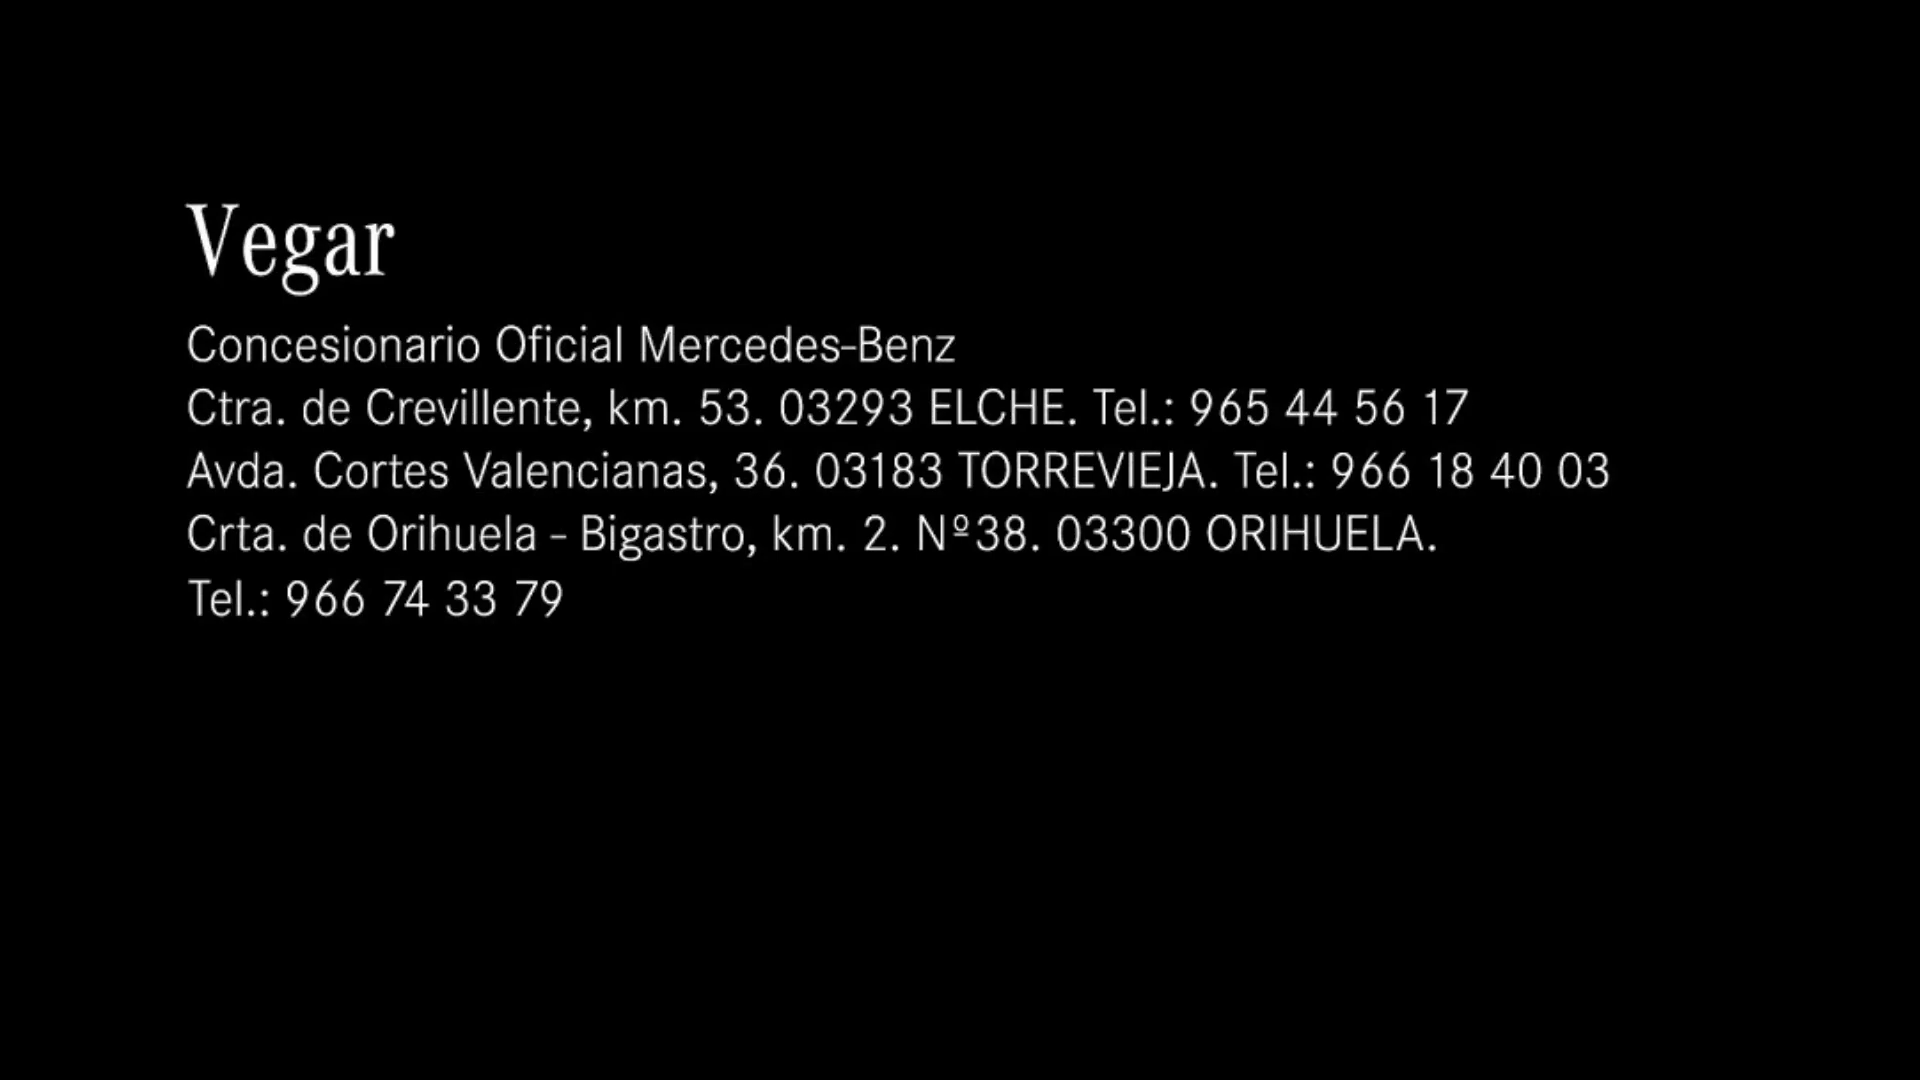 Vegar
Concesionario Oficial Mercedes-Benz
Ctra. de Crevillente, km. 53. 03293 ELCHE. Tel.: 965 44 56 17
Avda. Cortes Valencianas, 36. 03183 TORREVIEJA. Tel.: 966 18 40 03
Crta. de Orihuela - Bigastro, km. 2. Nº38. 03300 ORIHUELA.
Tel.: 966 74 33 79